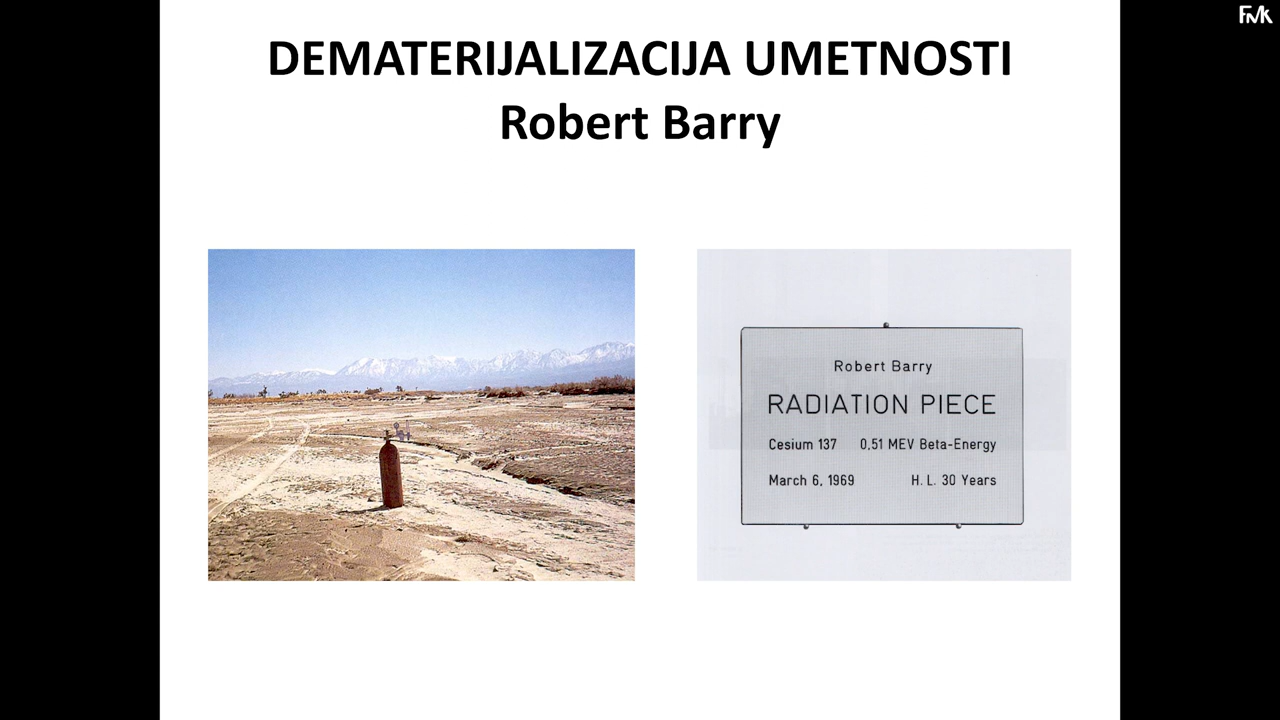 FMK
DEMATERIJALIZACIJA UMETNOSTI
Robert Barry
Robert Barry
RADIATION PIECE
Cesium 137 0.51 MEV Beta-Energy
March 6, 1969 H. L. 30 Years